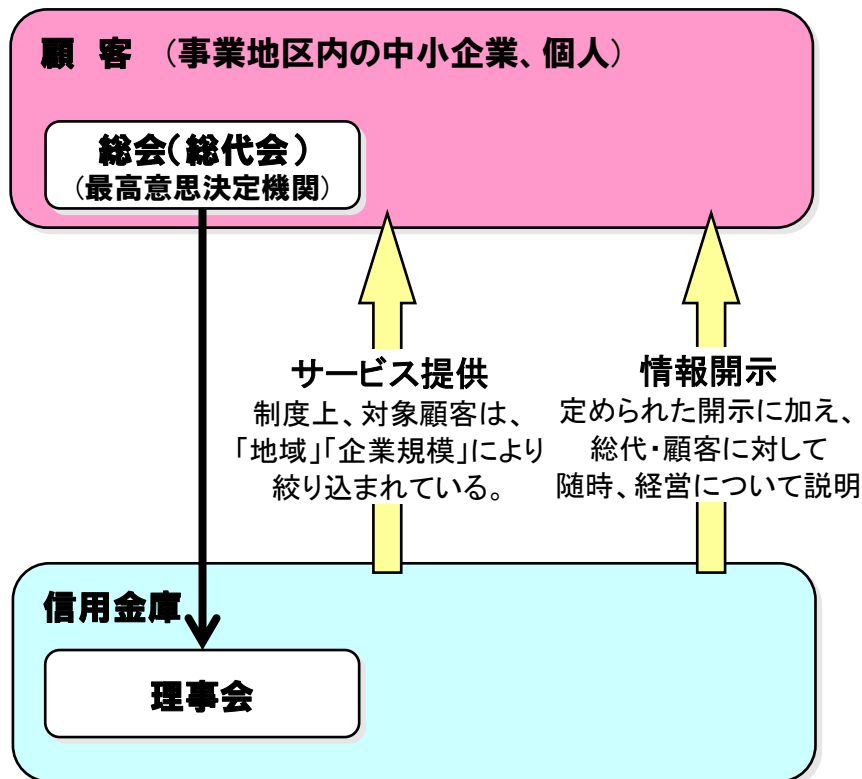 顧 客 （事業地区内の中小企業、個人）
総会（総代会）
（最高意思決定機関）
サービス提供
制度上、対象顧客は、
「地域」「企業規模」により
絞り込まれている。
情報開示
定められた開示に加え、
総代・顧客に対して
随時、経営について説明
信用金庫
理事会